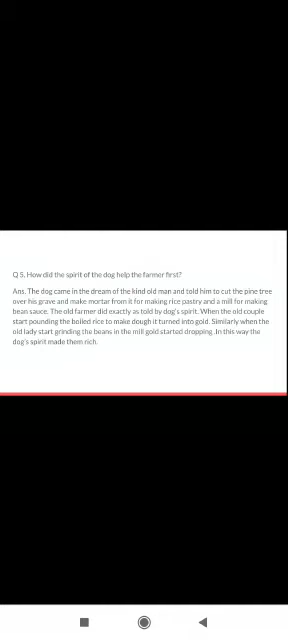 Q 5. How did the spirit of the dog help the farmer first?
Ans. The dog came in the dream of the kind old man and told him to cut the pine tree
over his grave and make mortar from it for making rice pastry and a mill for making
bean sauce. The old farmer did exactly as told by dog's spirit. When the old couple
start pounding the boiled rice to make dough it turned into gold. Similarly when the
old lady start grinding the beans in the mill gold started dropping. In this way the
dog's spirit made them rich.